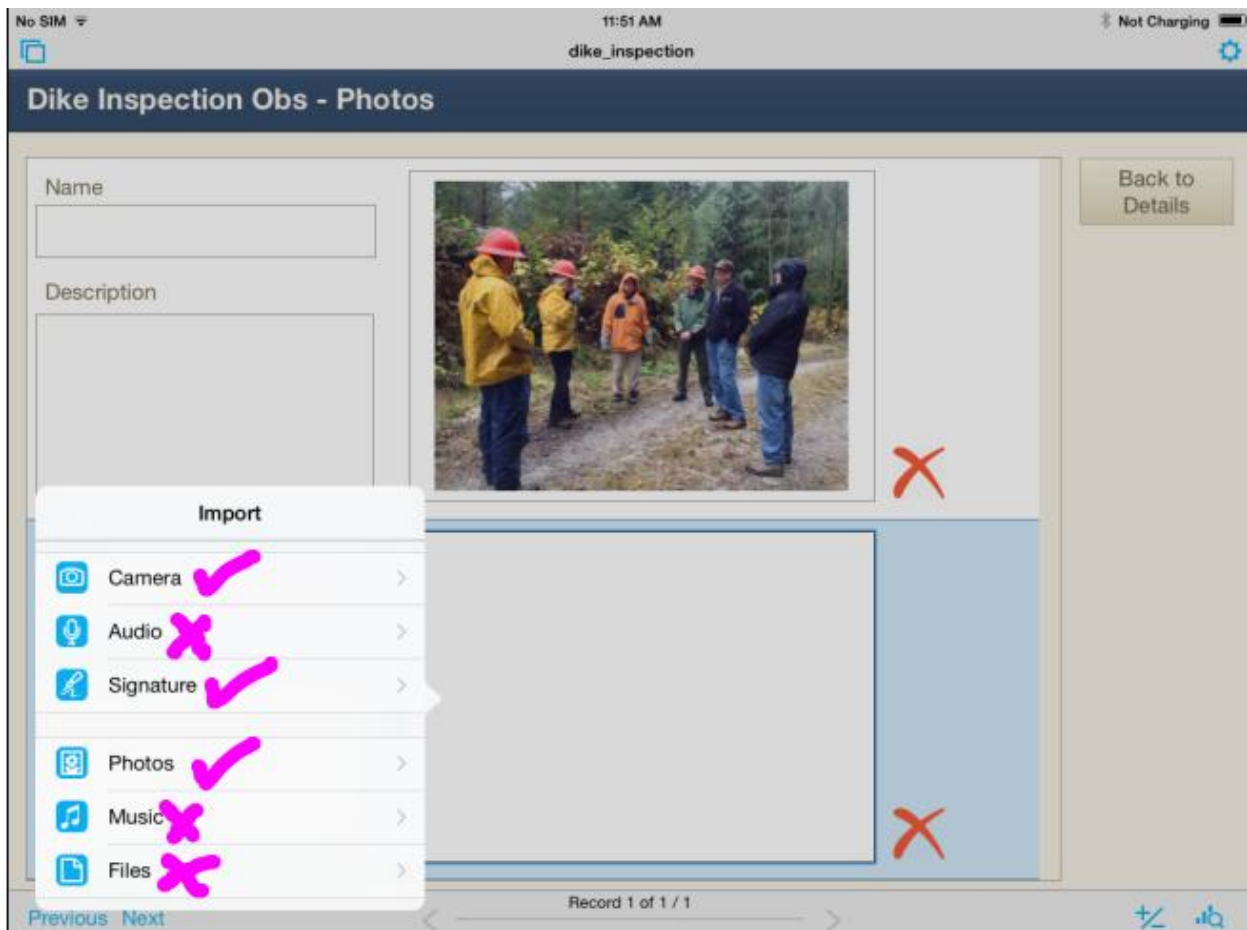 No SIM 11:51 AM Not Charging
dike_inspection
Dike Inspection Obs - Photos
Name
Back to
Details
Description
Import
Camera
Audio
Signature
Photos
Music
Files
Previous Next Record 1 of 1 / 1